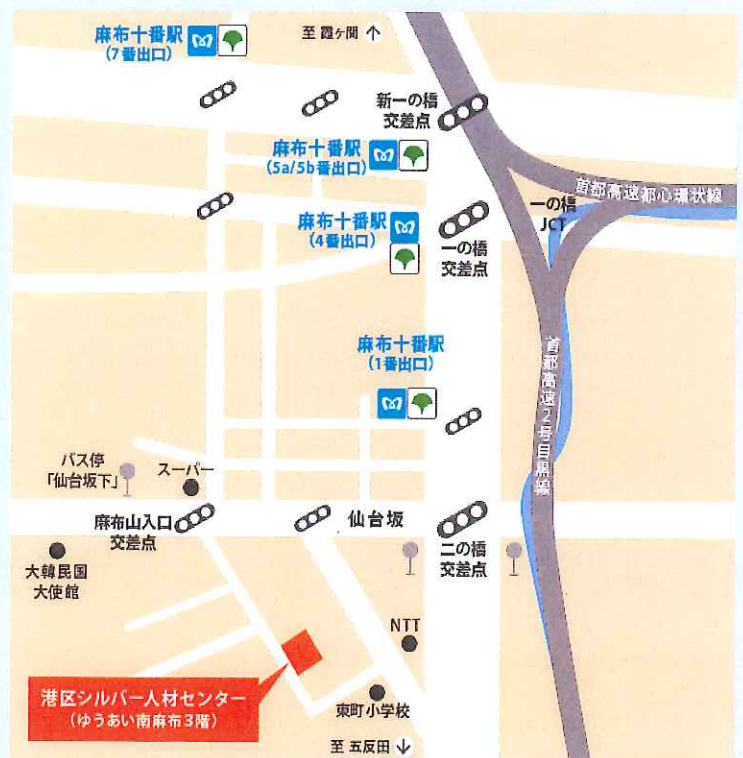 麻布十番駅
(7番出口)
至 霞ヶ関
新一の橋
交差点
麻布十番駅
(5a/5b番出口)
首都高速都心環状線
一の橋
JCT
麻布十番駅
(4番出口)
一の橋
交差点
麻布十番駅
(1番出口)
首都高速2号目黒線
バス停
「仙台坂下」
スーパー
麻布山入口
交差点
仙台坂
二の橋
交差点
大韓民国
大使館
NTT
港区シルバー人材センター
(ゆうあい南麻布3階)
東町小学校
至 五反田